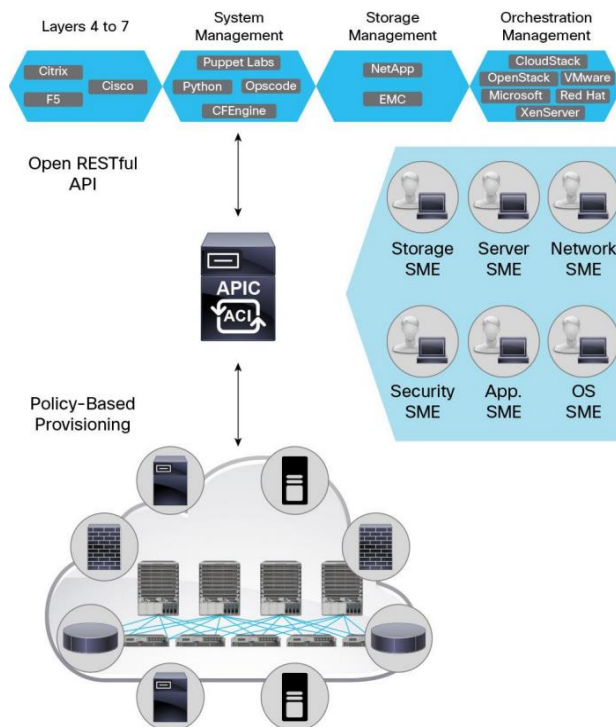 Layers 4 to 7
System
Management
Storage
Management
Orchestration
Management
Citrix
Cisco
F5
Puppet Labs
Python
Opscode
CFEngine
NetApp
EMC
CloudStack
OpenStack
VMware
Microsoft
Red Hat
XenServer
Open RESTful
API
APIC
ACI
Storage
SME
Server
SME
Network
SME
Security
SME
App.
SME
OS
SME
Policy-Based
Provisioning